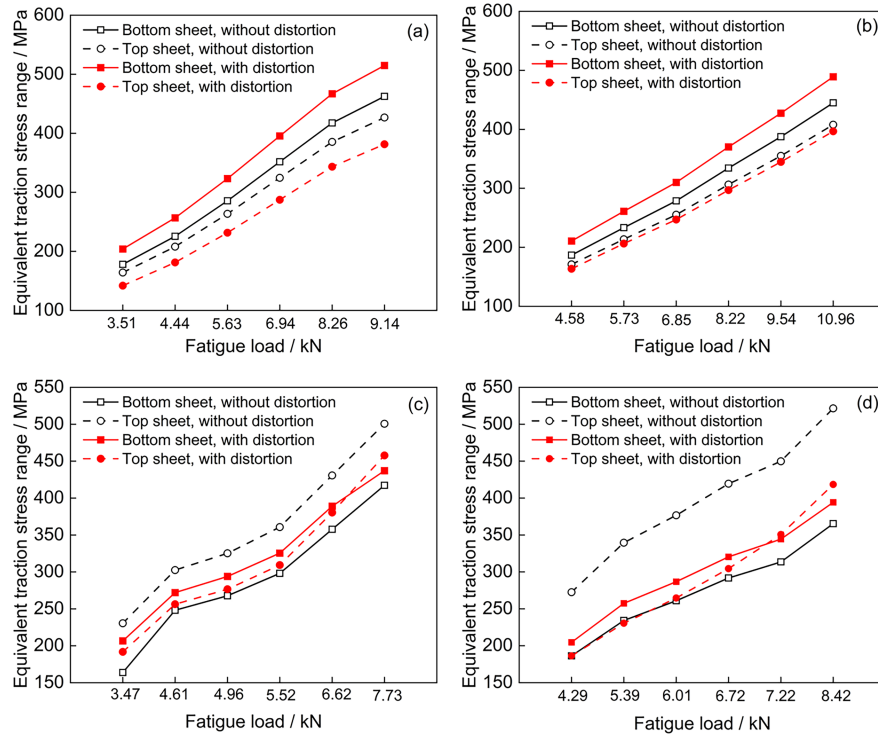 Equivalent traction stress range / MPa
600
500
400
300
200
100
Bottom sheet, without distortion
Top sheet, without distortion
Bottom sheet, with distortion
Top sheet, with distortion
(a)
3.51 4.44 5.63 6.94 8.26 9.14
Fatigue load / kN
Equivalent traction stress range / MPa
600
500
400
300
200
100
Bottom sheet, without distortion
Top sheet, without distortion
Bottom sheet, with distortion
Top sheet, with distortion
(b)
4.58 5.73 6.85 8.22 9.54 10.96
Fatigue load / kN
Equivalent traction stress range / MPa
550
500
450
400
350
300
250
200
150
Bottom sheet, without distortion
Top sheet, without distortion
Bottom sheet, with distortion
Top sheet, with distortion
(c)
3.47 4.61 4.96 5.52 6.62 7.73
Fatigue load / kN
Equivalent traction stress range / MPa
550
500
450
400
350
300
250
200
150
Bottom sheet, without distortion
Top sheet, without distortion
Bottom sheet, with distortion
Top sheet, with distortion
(d)
4.29 5.39 6.01 6.72 7.22 8.42
Fatigue load / kN